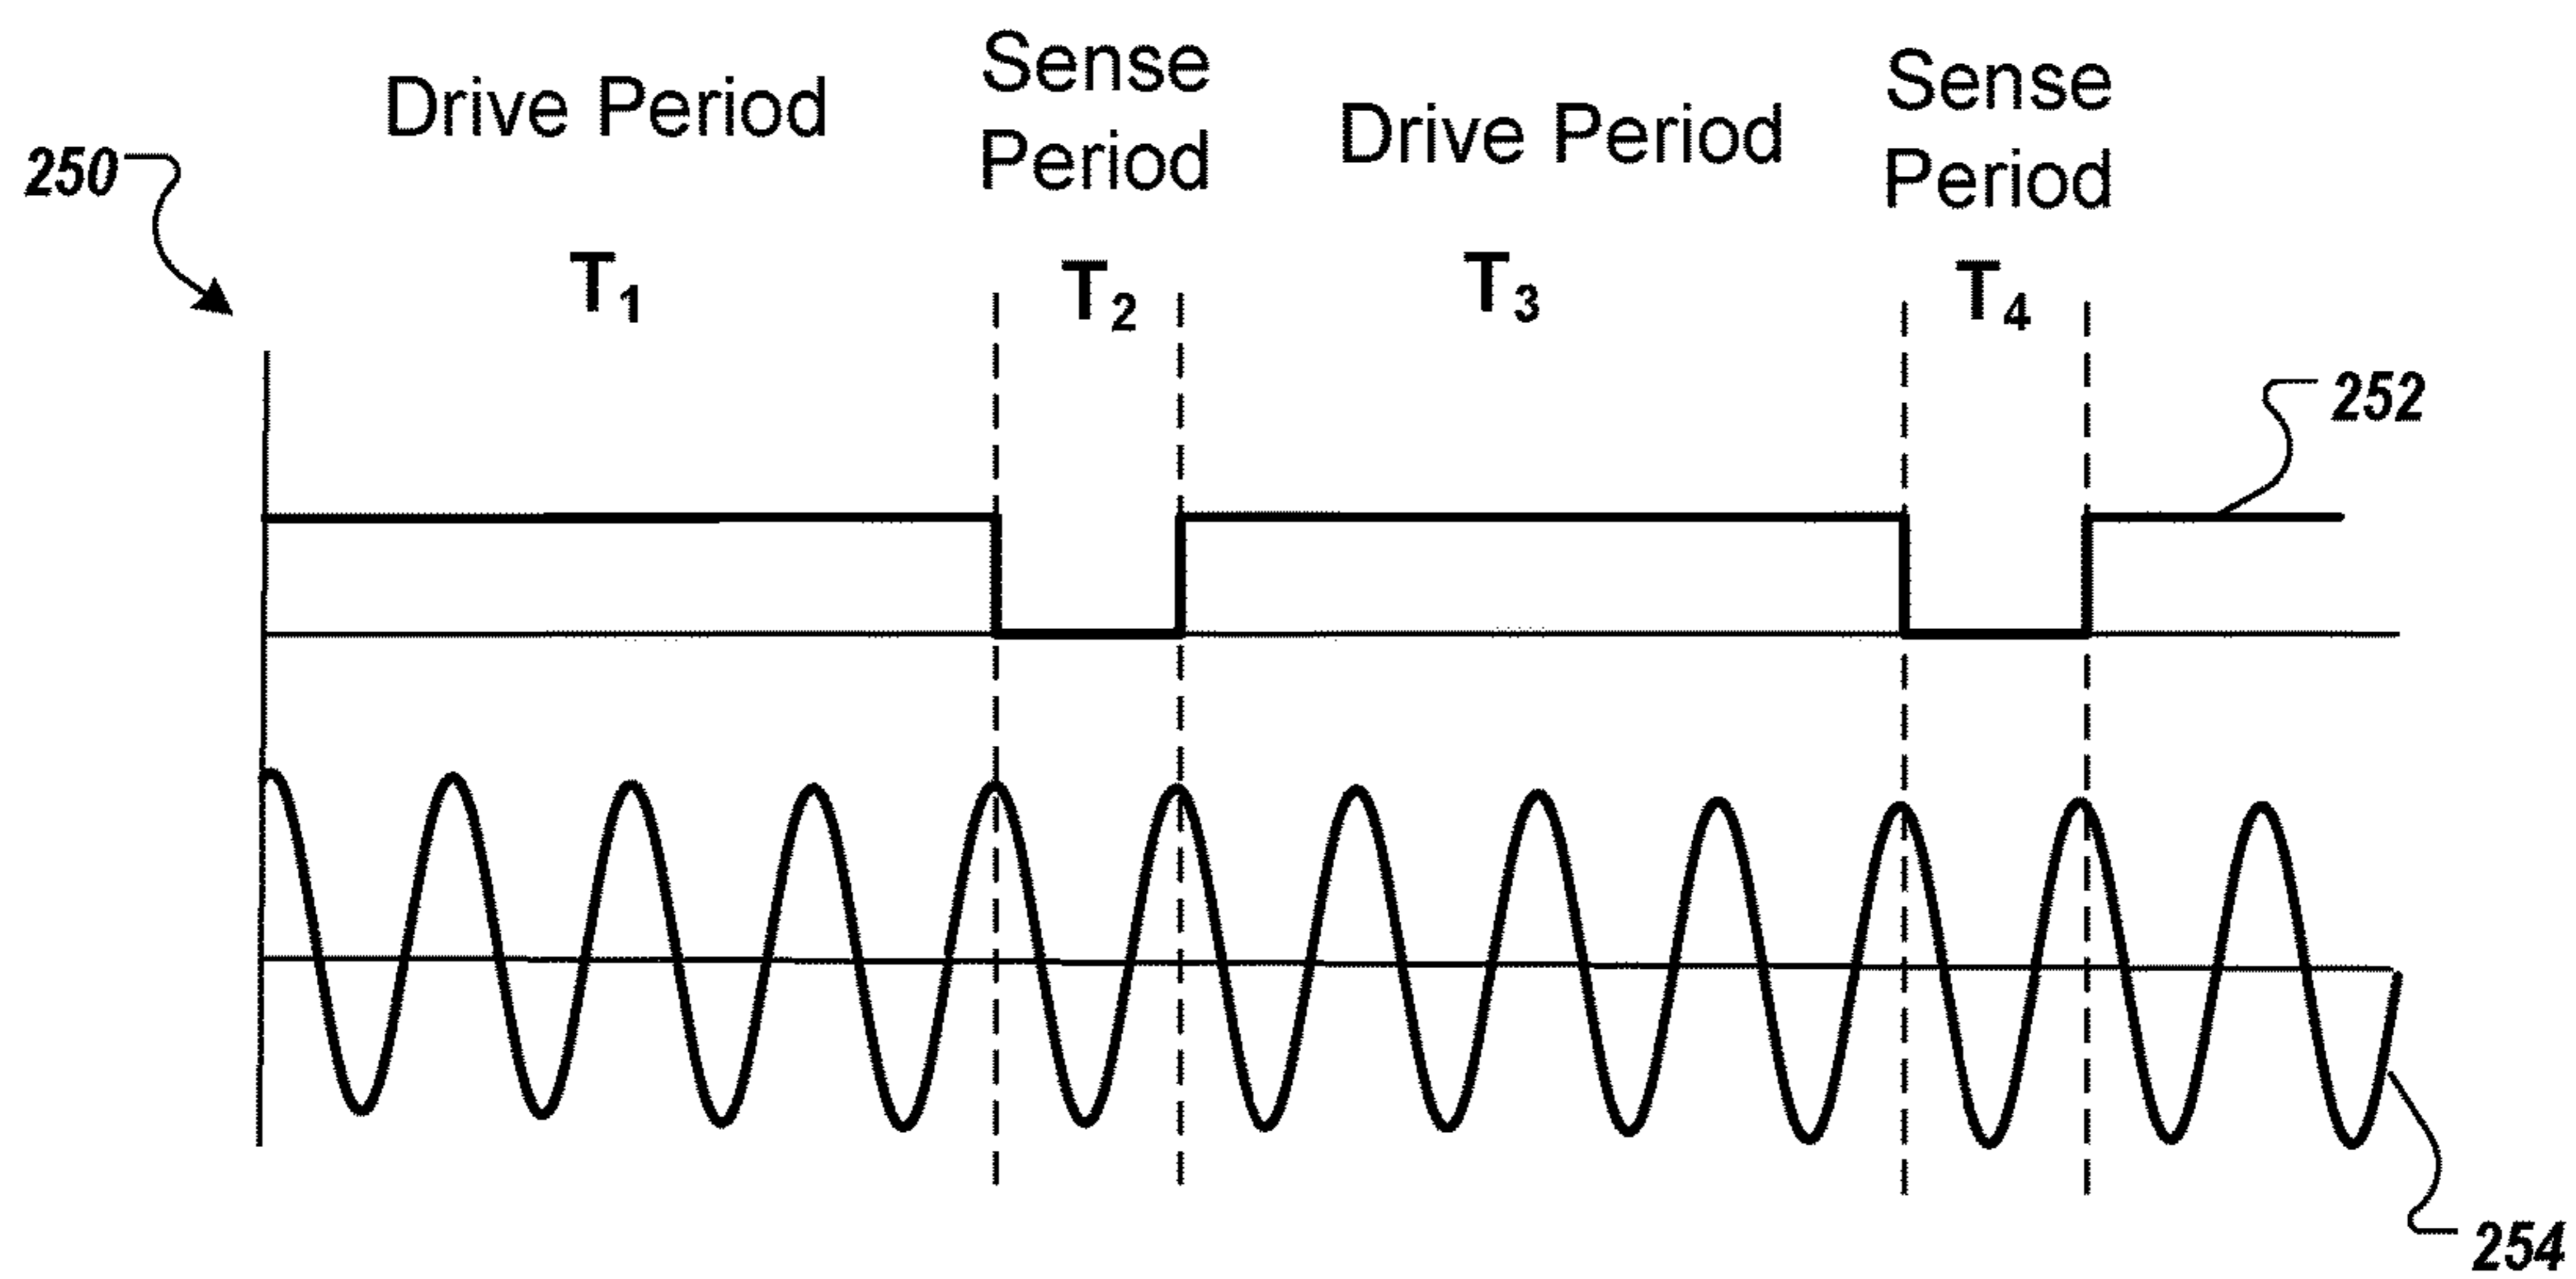 Drive Period
Sense
Period
Drive Period
Sense
Period
250
T₁
T₂
T₃
T₄
252
254